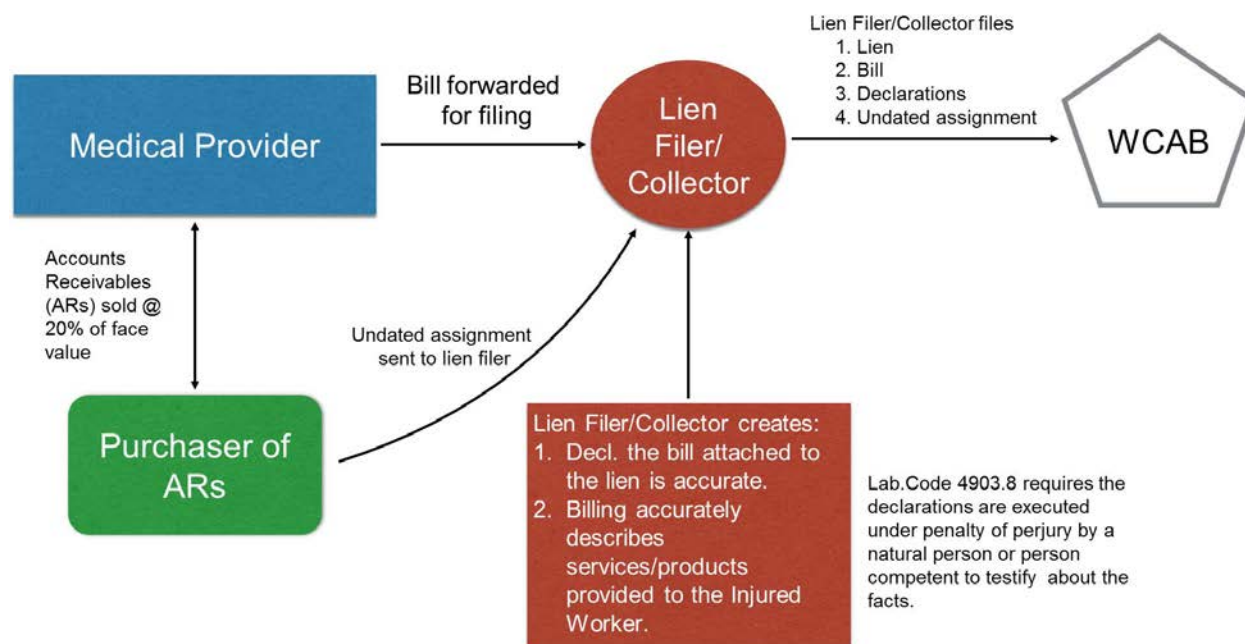 Medical Provider
Bill forwarded
for filing
Lien
Filer/
Collector
Lien Filer/Collector files
1. Lien
2. Bill
3. Declarations
4. Undated assignment
WCAB
Accounts
Receivables
(ARs) sold @
20% of face
value
Undated assignment
sent to lien filer
Purchaser of
ARs
Lien Filer/Collector creates:
1. Decl. the bill attached to
the lien is accurate.
2. Billing accurately
describes
services/products
provided to the Injured
Worker.
Lab.Code 4903.8 requires the
declarations are executed
under penalty of perjury by a
natural person or person
competent to testify about the
facts.